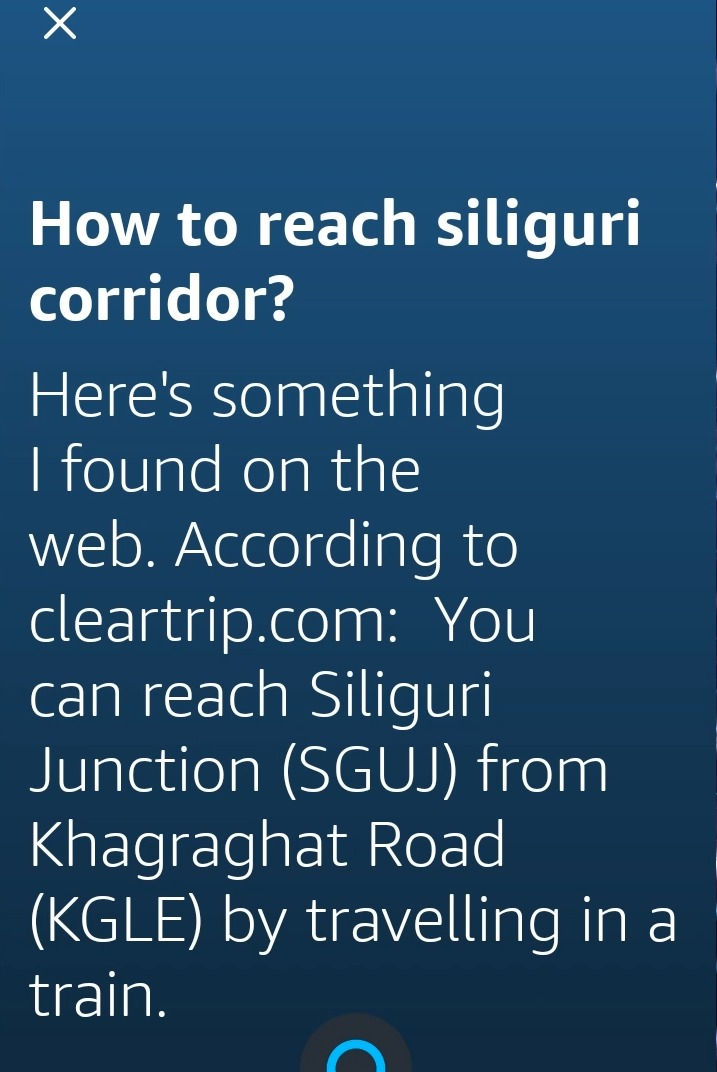 How to reach siliguri
corridor?
Here's something
I found on the
web. According to
cleartrip.com:  You
can reach Siliguri
Junction (SGUJ) from
Khagraghat Road
(KGLE) by travelling in a
train.